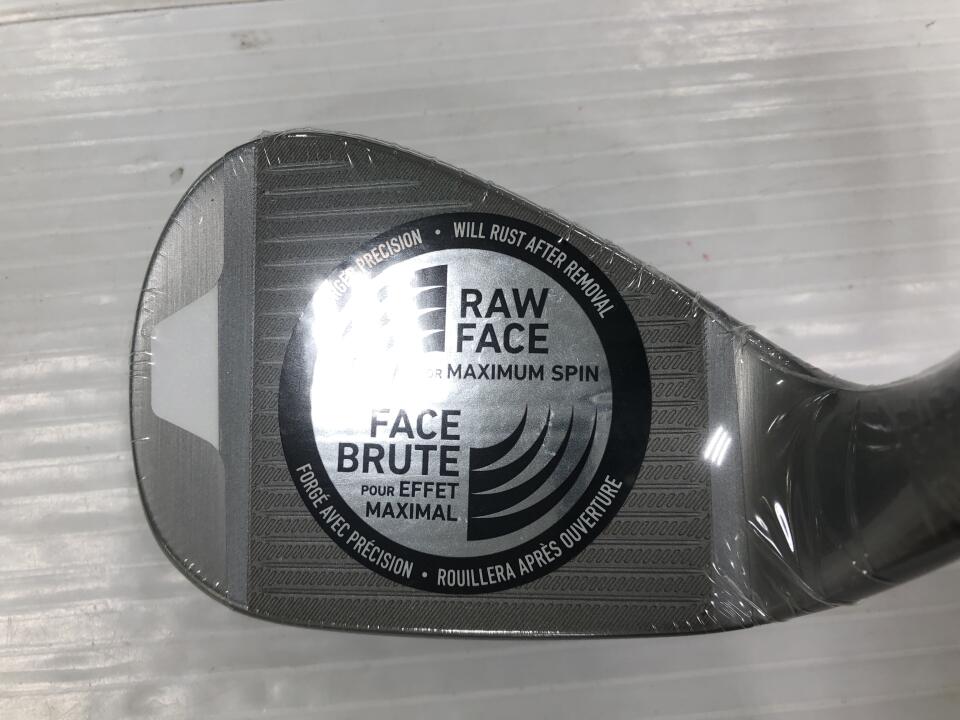 PRECISION • WILL RUST AFTER REMOVAL
RAW
FACE
MAXIMUM SPIN
FACE
BRUTE
POUR EFFET
MAXIMAL
FORGÉ AVEC PRÉCISION • ROUILLERA APRÈS OUVERTURE